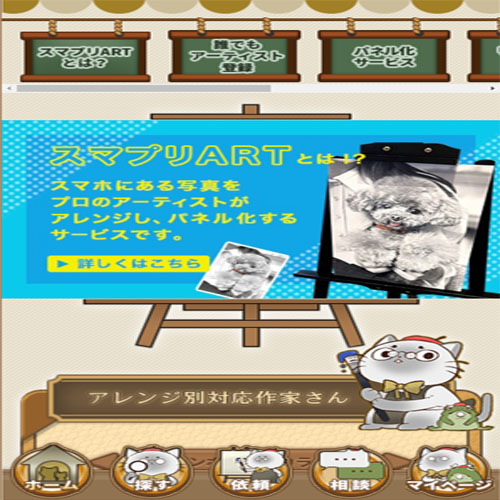 スマプリART
とは？
誰でも
アーティスト
登録
パネル化
サービス
スマプリARTとは!?
スマホにある写真を
プロのアーティストが
アレンジし、パネル化する
サービスです。
▶ 詳しくはこちら
アレンジ別対応作家さん
ホーム
探す
依頼
相談
マイページ